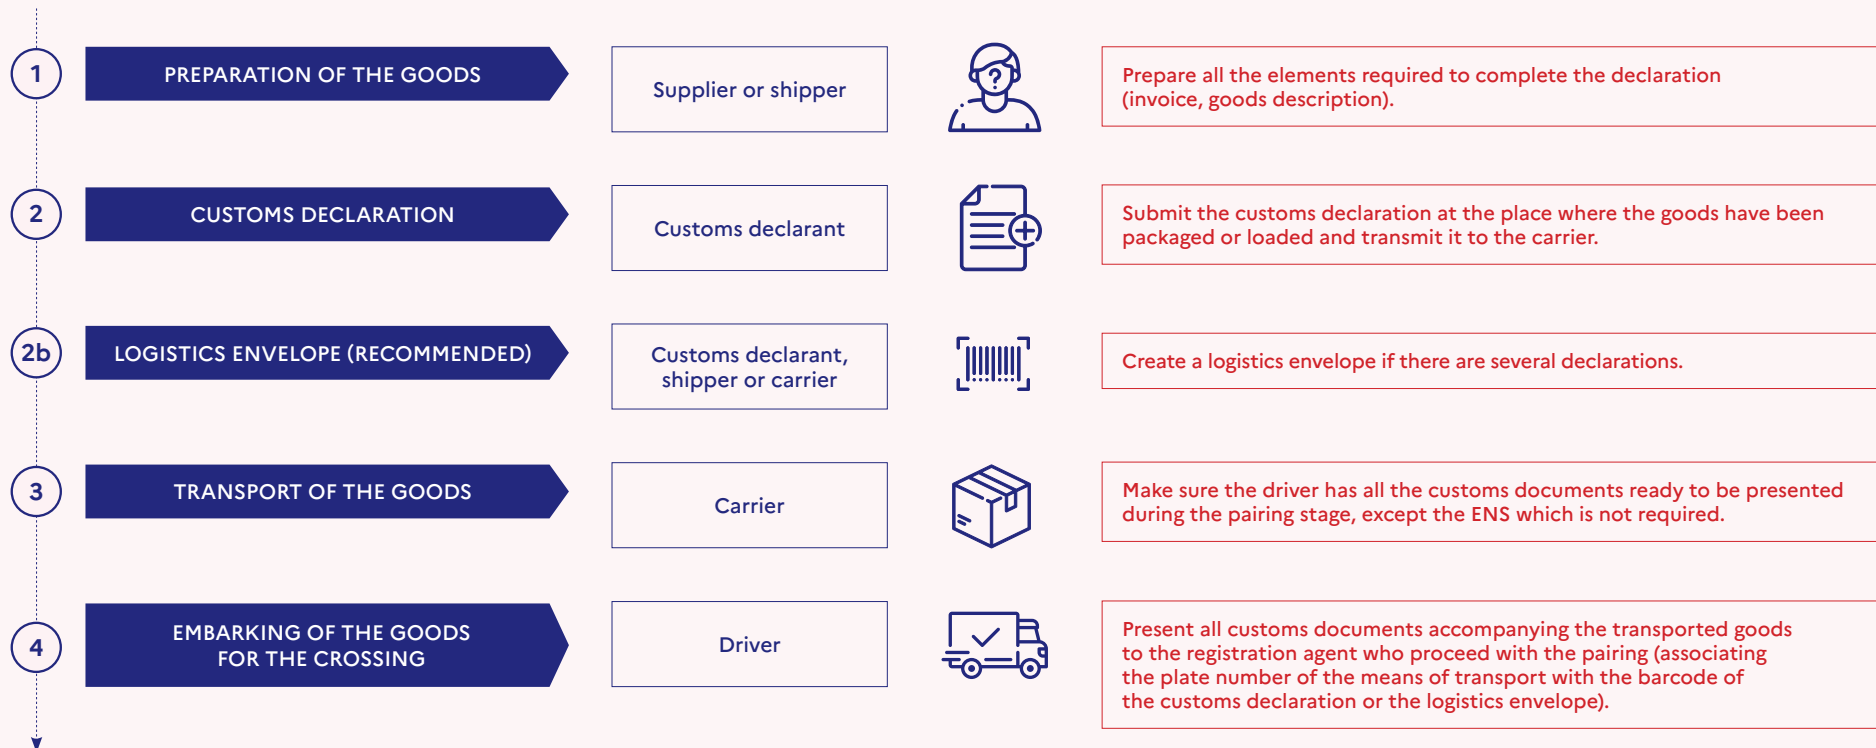 1
PREPARATION OF THE GOODS
Supplier or shipper
?
Prepare all the elements required to complete the declaration
(invoice, goods description).
2
CUSTOMS DECLARATION
Customs declarant
Submit the customs declaration at the place where the goods have been
packaged or loaded and transmit it to the carrier.
2b
LOGISTICS ENVELOPE (RECOMMENDED)
Customs declarant,
shipper or carrier
Create a logistics envelope if there are several declarations.
3
TRANSPORT OF THE GOODS
Carrier
Make sure the driver has all the customs documents ready to be presented
during the pairing stage, except the ENS which is not required.
4
EMBARKING OF THE GOODS
FOR THE CROSSING
Driver
Present all customs documents accompanying the transported goods
to the registration agent who proceed with the pairing (associating
the plate number of the means of transport with the barcode of
the customs declaration or the logistics envelope).